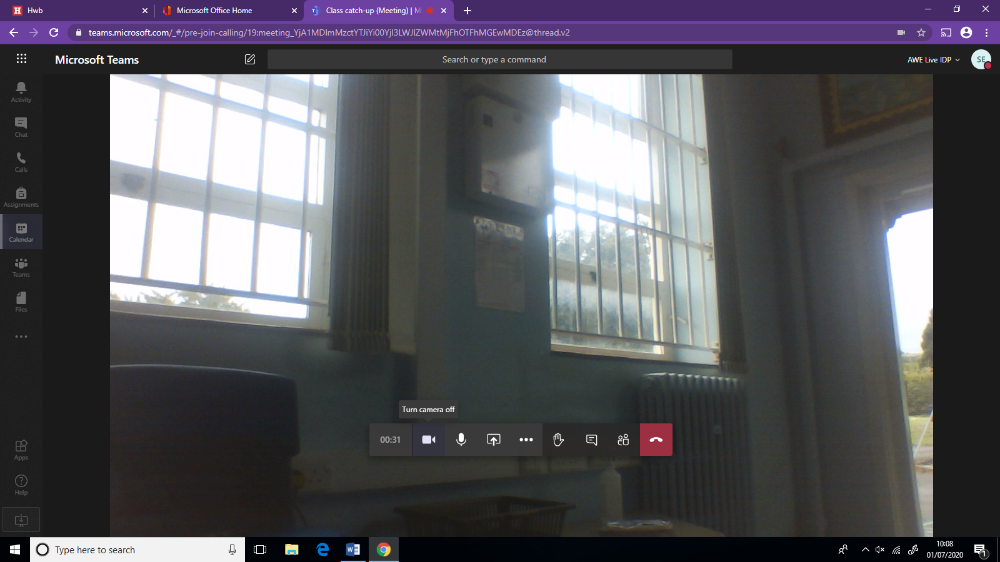 Hwb
Microsoft Office Home
Class catch-up (Meeting) | Mi
teams.microsoft.com/_#/pre-join-calling/19:meeting_YjA1MDlmMzctYTJiYi00YjI3LWJlZWMtMjFhOTFhMGEwMDEz@thread.v2
Microsoft Teams
Search or type a command
AWE Live IDP
SE
Activity
Chat
Calls
Assignments
Calendar
Teams
Files
Apps
Help
Turn camera off
00:31
Type here to search
10:08
01/07/2020
1